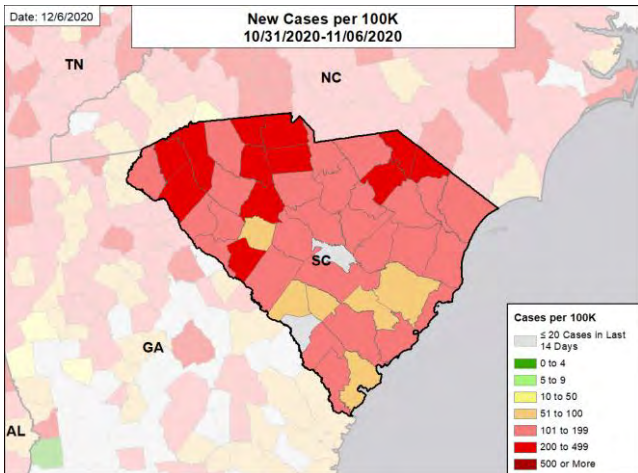 Date: 12/6/2020
New Cases per 100K
10/31/2020-11/06/2020
TN
NC
SC
GA
AL
Cases per 100K
≤ 20 Cases in Last
14 Days
0 to 4
5 to 9
10 to 50
51 to 100
101 to 199
200 to 499
500 or More